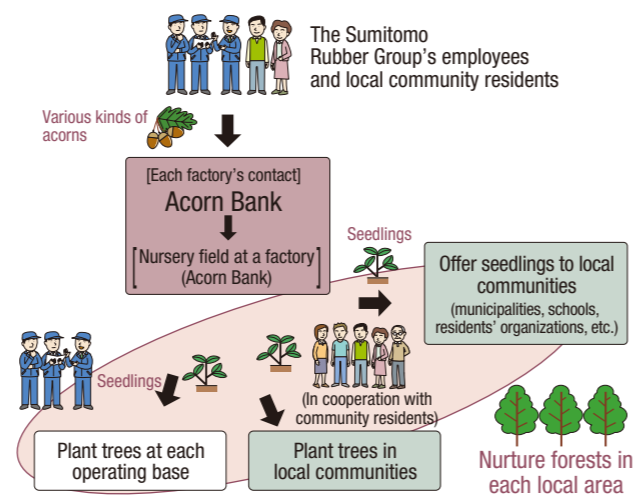 The Sumitomo
Rubber Group's employees
and local community residents
Various kinds of
acorns
[Each factory's contact]
Acorn Bank
[Nursery field at a factory
(Acorn Bank)]
Seedlings
Offer seedlings to local
communities
(municipalities, schools,
residents' organizations, etc.)
Seedlings
(In cooperation with
community residents)
Plant trees at each
operating base
Plant trees in
local communities
Nurture forests in
each local area